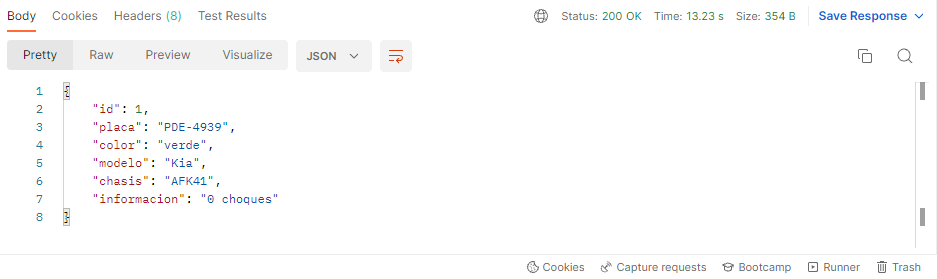 Body Cookies Headers (8) Test Results Status: 200 OK Time: 13.23 s Size: 354 B Save Response
Pretty Raw Preview Visualize JSON
1 {
2 "id": 1,
3 "placa": "PDE-4939",
4 "color": "verde",
5 "modelo": "Kia",
6 "chasis": "AFK41",
7 "informacion": "0 choques"
8 }
Cookies Capture requests Bootcamp Runner Trash